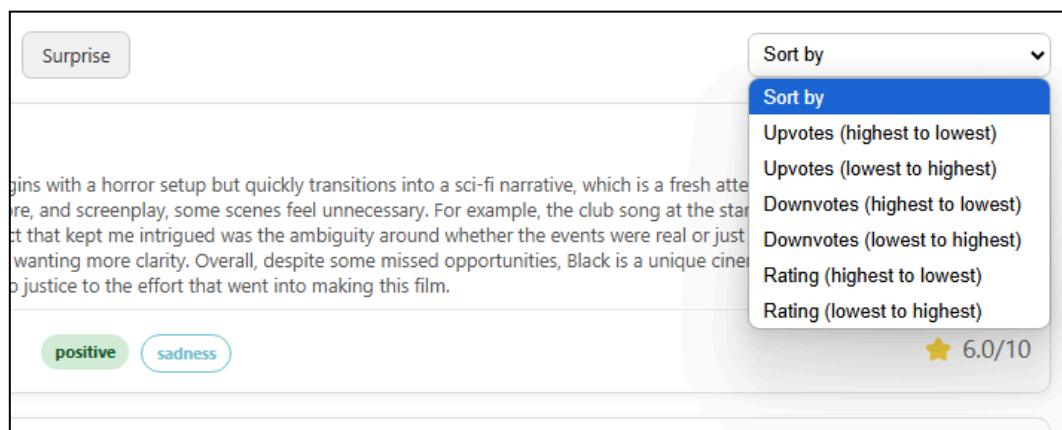 Surprise
Sort by
Sort by
Upvotes (highest to lowest)
Upvotes (lowest to highest)
Downvotes (highest to lowest)
Downvotes (lowest to highest)
Rating (highest to lowest)
Rating (lowest to highest)
gins with a horror setup but quickly transitions into a sci-fi narrative, which is a fresh atte
ore, and screenplay, some scenes feel unnecessary. For example, the club song at the star
ct that kept me intrigued was the ambiguity around whether the events were real or just
wanting more clarity. Overall, despite some missed opportunities, Black is a unique cine
o justice to the effort that went into making this film.
positive
sadness
6.0/10